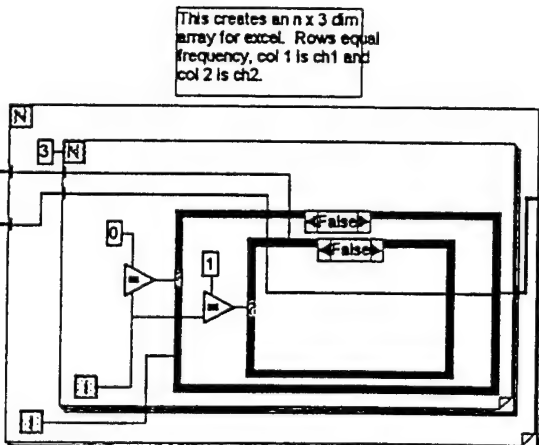 This creates an n x 3 dim
array for excel. Rows equal
frequency, col 1 is ch1 and
col 2 is ch2.
N
3 N
False
0 False
1
=
=
?
?
i
i